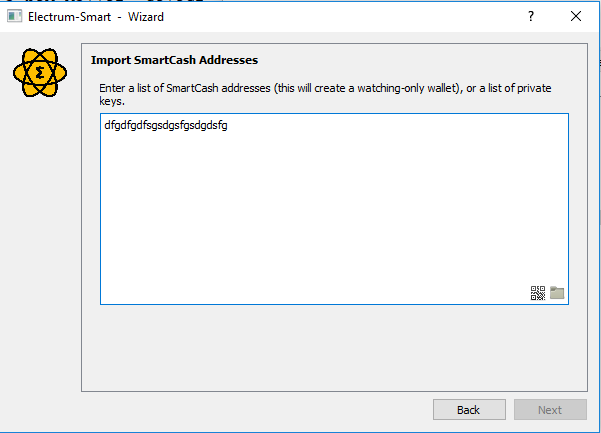 Electrum-Smart - Wizard
Import SmartCash Addresses
Enter a list of SmartCash addresses (this will create a watching-only wallet), or a list of private
keys.
dfgdfgdfsgsdgsfgsdgdsfg
Back
Next